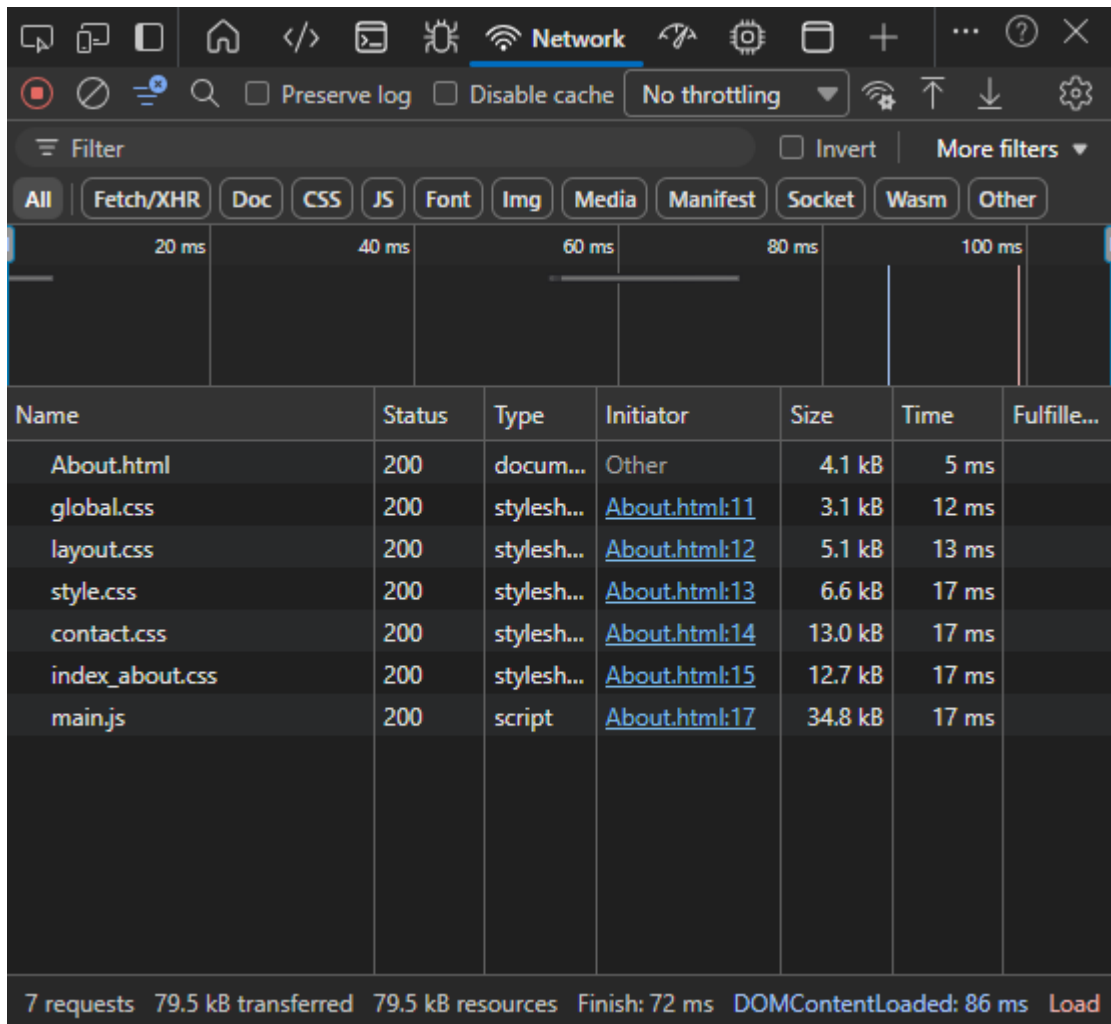 Network
Preserve log Disable cache No throttling
Filter Invert More filters
All Fetch/XHR Doc CSS JS Font Img Media Manifest Socket Wasm Other
20 ms 40 ms 60 ms 80 ms 100 ms
Name Status Type Initiator Size Time Fulfille...
About.html 200 docum... Other 4.1 kB 5 ms
global.css 200 stylesh... About.html:11 3.1 kB 12 ms
layout.css 200 stylesh... About.html:12 5.1 kB 13 ms
style.css 200 stylesh... About.html:13 6.6 kB 17 ms
contact.css 200 stylesh... About.html:14 13.0 kB 17 ms
index_about.css 200 stylesh... About.html:15 12.7 kB 17 ms
main.js 200 script About.html:17 34.8 kB 17 ms
7 requests 79.5 kB transferred 79.5 kB resources Finish: 72 ms DOMContentLoaded: 86 ms Load